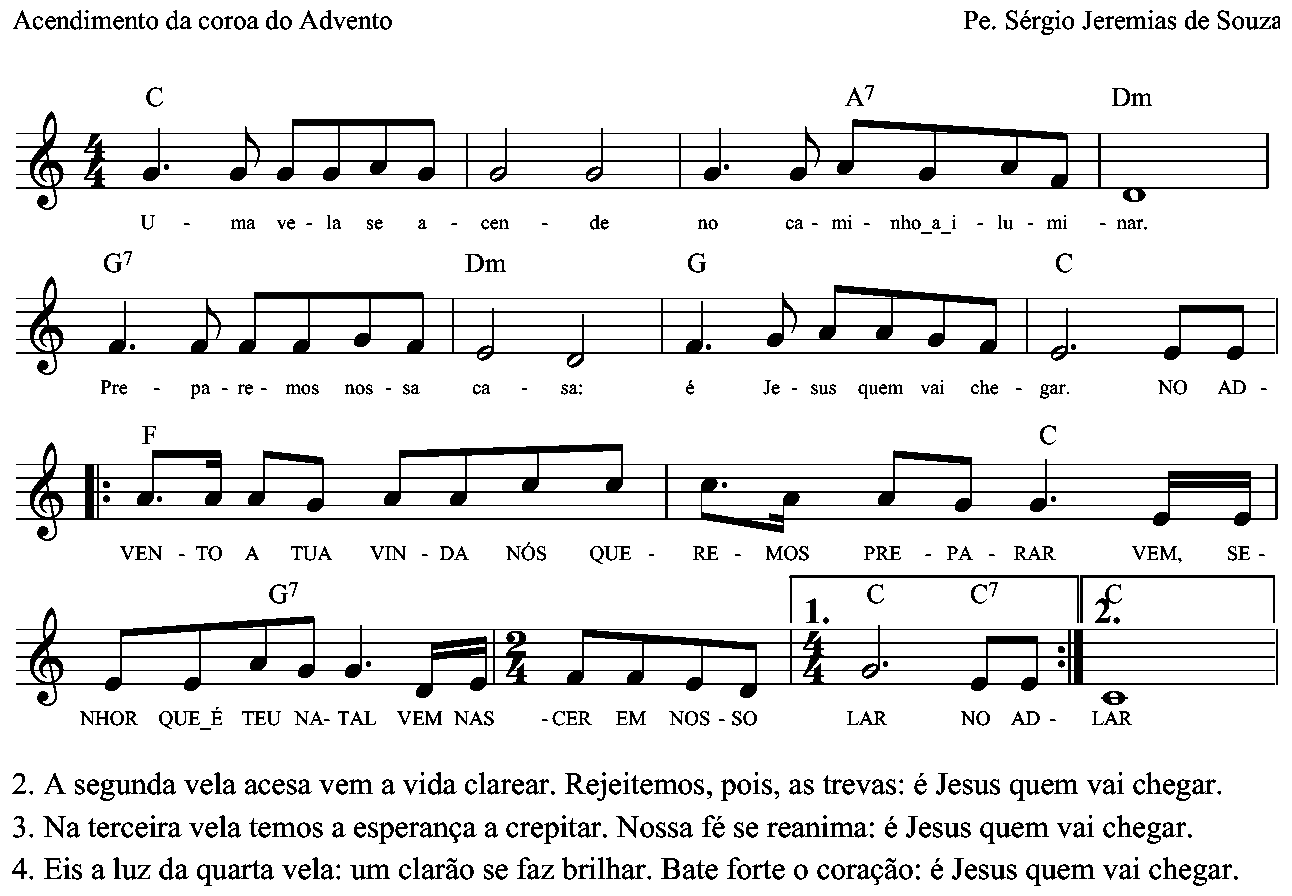 Acendimento da coroa do Advento Pe. Sérgio Jeremias de Souza
C A7 Dm
4/4
U - ma ve - la se a - cen - de no ca - mi - nho_a_i - lu - mi - nar.
G7 Dm G C
Pre - pa - re - mos nos - sa ca - sa: é Je - sus quem vai che - gar. NO AD -
F C
VEN - TO A TUA VIN - DA NÓS QUE - RE - MOS PRE - PA - RAR VEM, SE -
G7 1. C C7 2. C
2/4 4/4
NHOR QUE_É TEU NA- TAL VEM NAS - CER EM NOS - SO LAR NO AD - LAR
2. A segunda vela acesa vem a vida clarear. Rejeitemos, pois, as trevas: é Jesus quem vai chegar.
3. Na terceira vela temos a esperança a crepitar. Nossa fé se reanima: é Jesus quem vai chegar.
4. Eis a luz da quarta vela: um clarão se faz brilhar. Bate forte o coração: é Jesus quem vai chegar.